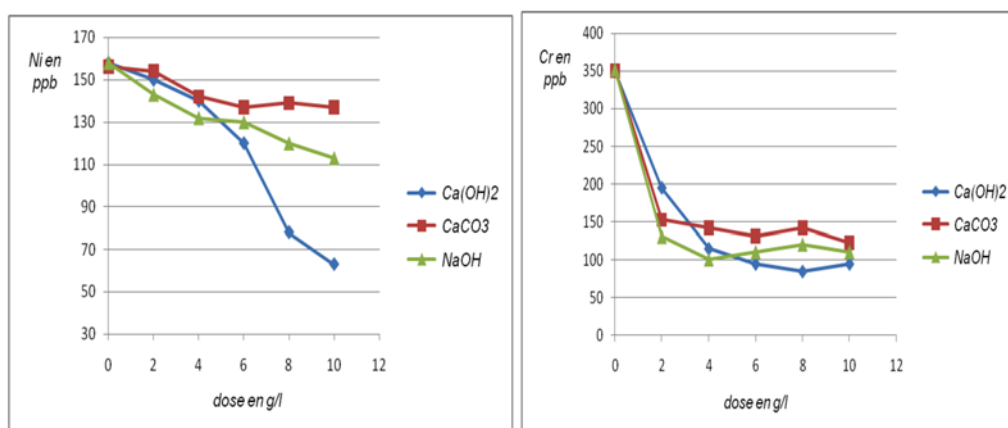 170
150
130
110
90
70
50
30
Ni en
ppb
0 2 4 6 8 10 12
dose en g/l
Ca(OH)2
CaCO3
NaOH
400
350
300
250
200
150
100
50
0
Cr en
ppb
0 2 4 6 8 10 12
dose en g/l
Ca(OH)2
CaCO3
NaOH